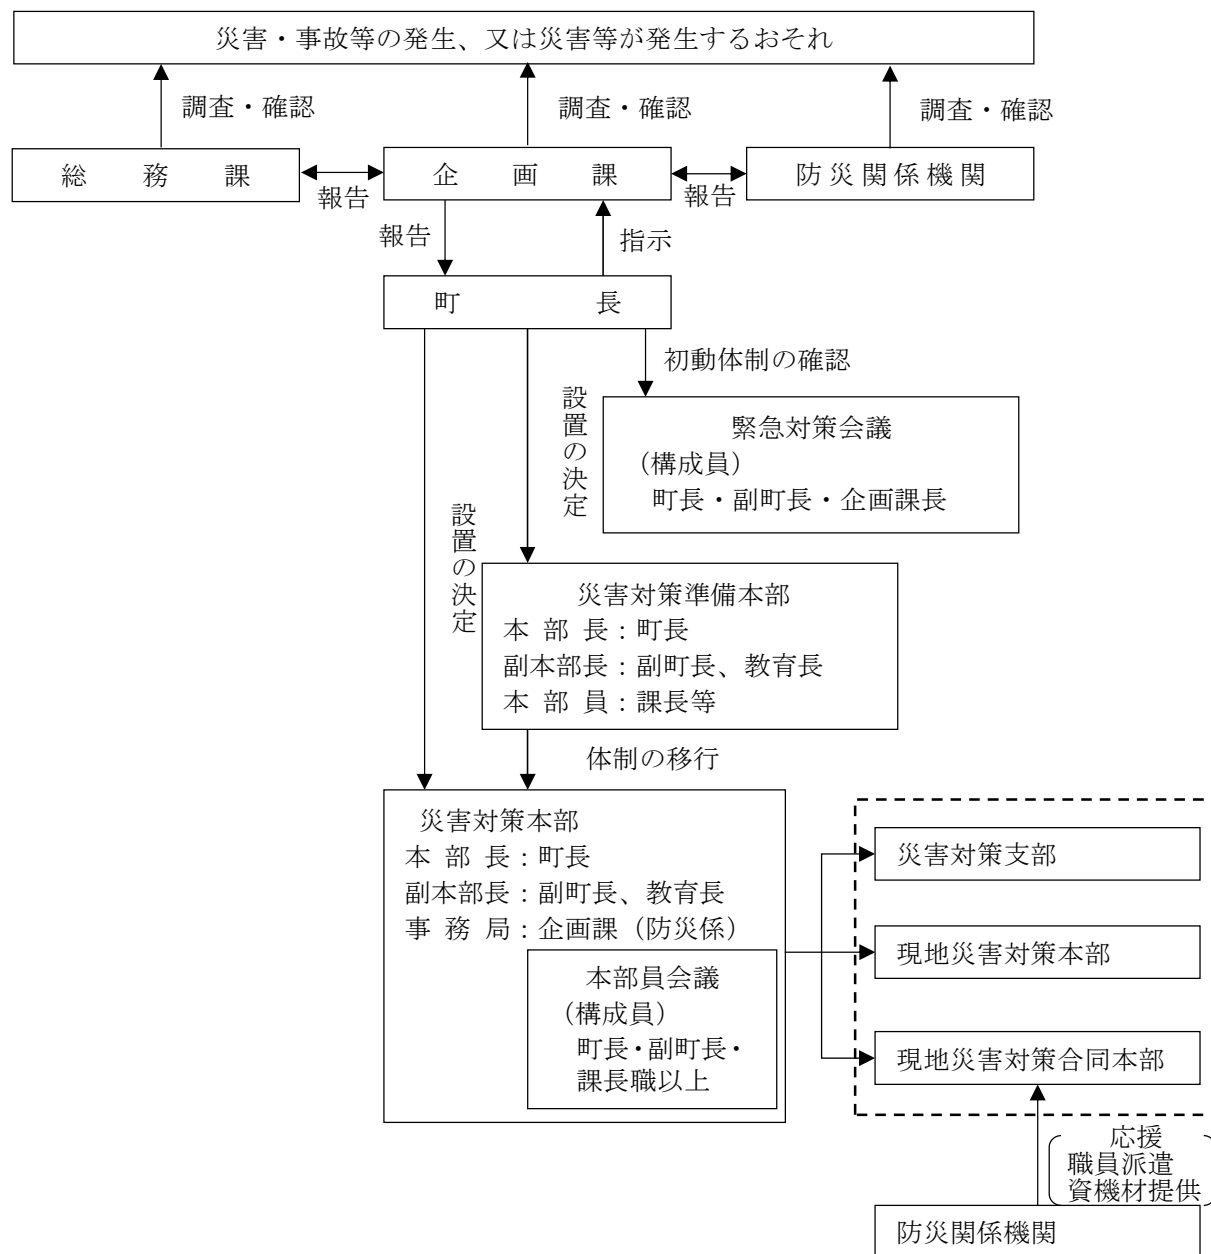 災害・事故等の発生、又は災害等が発生するおそれ
調査・確認
調査・確認
調査・確認
総務課
報告
企画課
報告
防災関係機関
報告
指示
町長
初動体制の確認
設置の決定
緊急対策会議
(構成員)
町長・副町長・企画課長
設置の決定
災害対策準備本部
本部長：町長
副本部長：副町長、教育長
本部員：課長等
体制の移行
災害対策本部
本部長：町長
副本部長：副町長、教育長
事務局：企画課（防災係）
本部員会議
(構成員)
町長・副町長・
課長職以上
災害対策支部
現地災害対策本部
現地災害対策合同本部
応援
職員派遣
資機材提供
防災関係機関